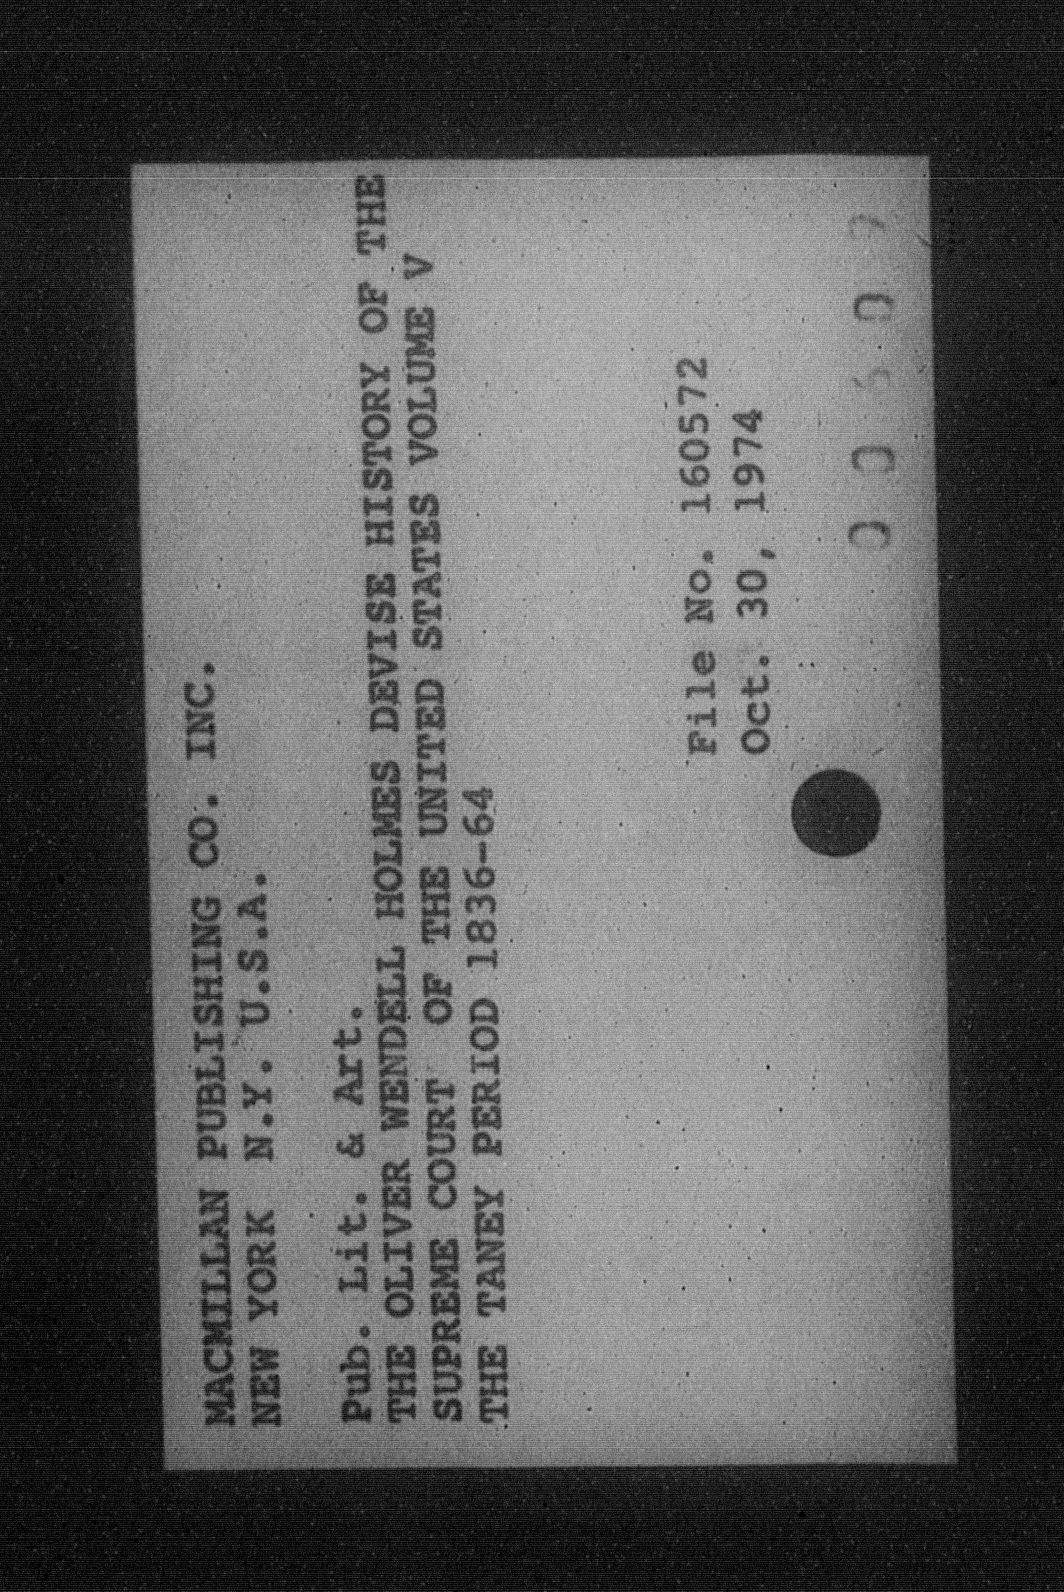 MACMILLAN PUBLISHING CO. INC.
NEW YORK N.Y. U.S.A.
Pub. Lit. & Art.
THE OLIVER WENDELL HOLMES DEVISE HISTORY OF THE
SUPREME COURT OF THE UNITED STATES VOLUME V
THE TANEY PERIOD 1836-64
File No. 160572
Oct. 30, 1974